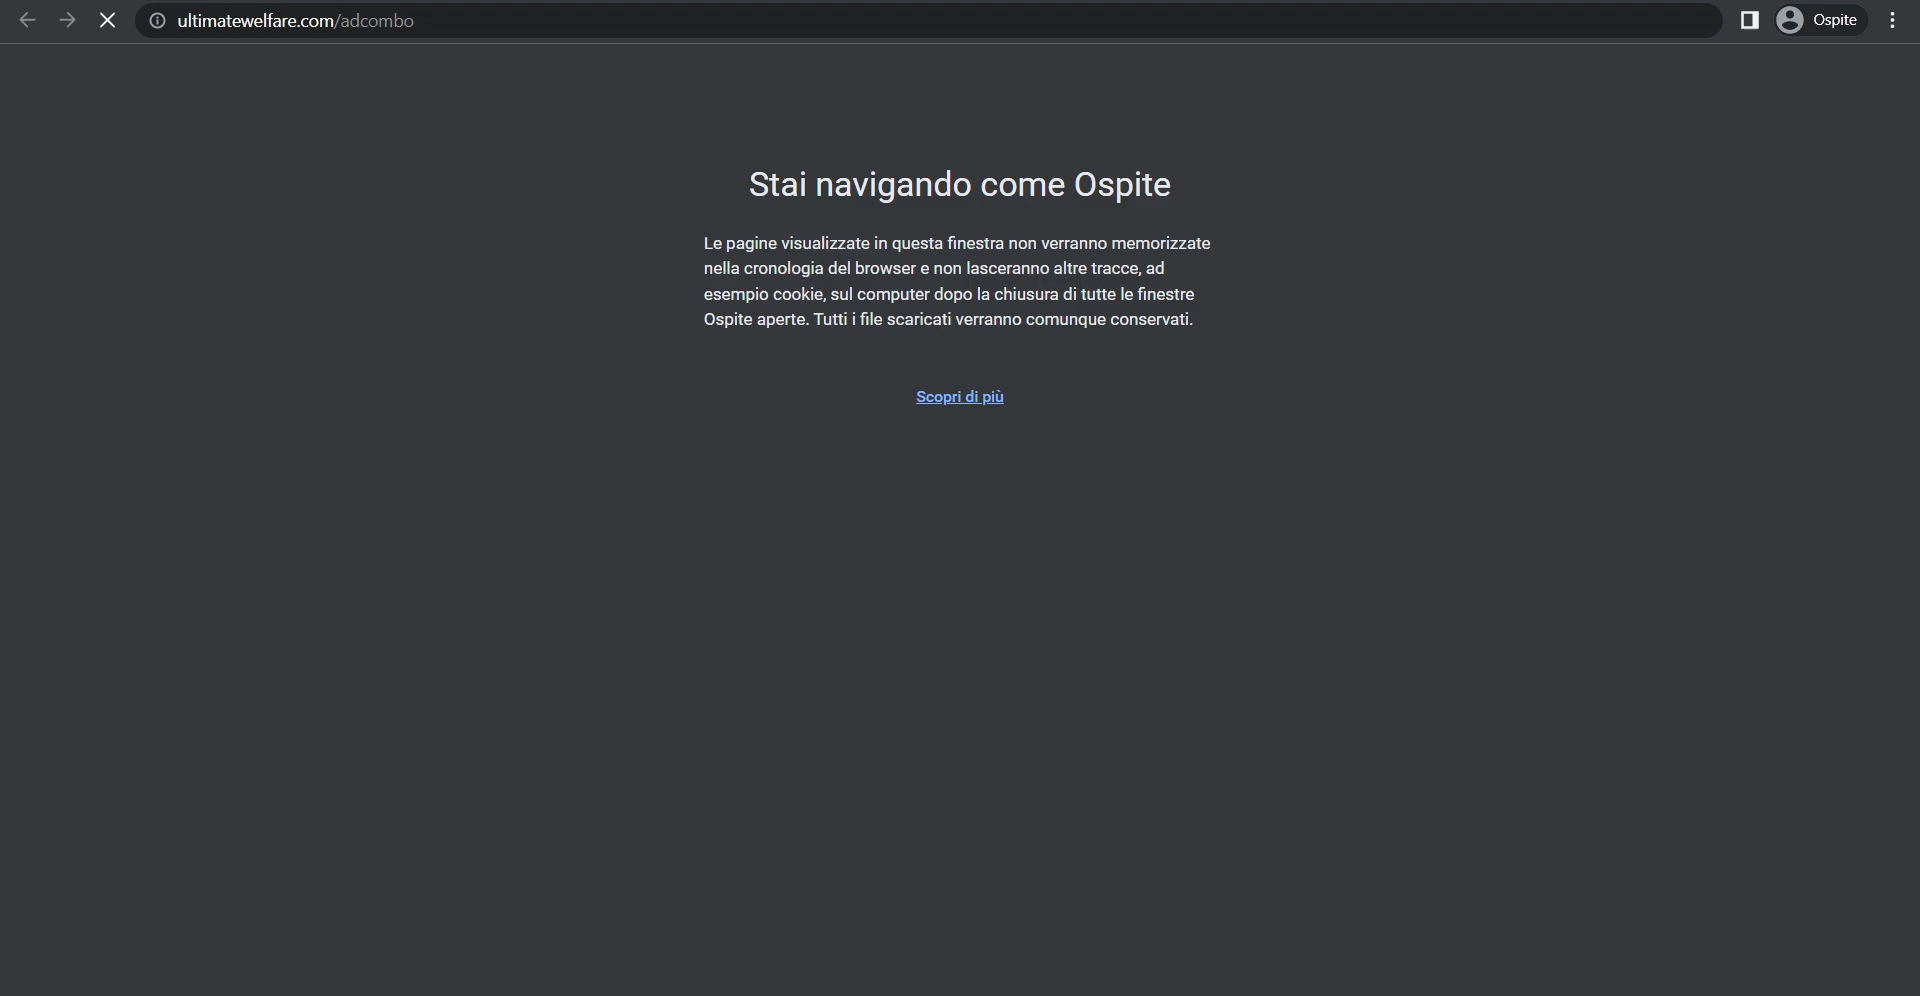 ultimatewelfare.com/adcombo
Ospite
Stai navigando come Ospite
Le pagine visualizzate in questa finestra non verranno memorizzate
nella cronologia del browser e non lasceranno altre tracce, ad
esempio cookie, sul computer dopo la chiusura di tutte le finestre
Ospite aperte. Tutti i file scaricati verranno comunque conservati.
Scopri di più